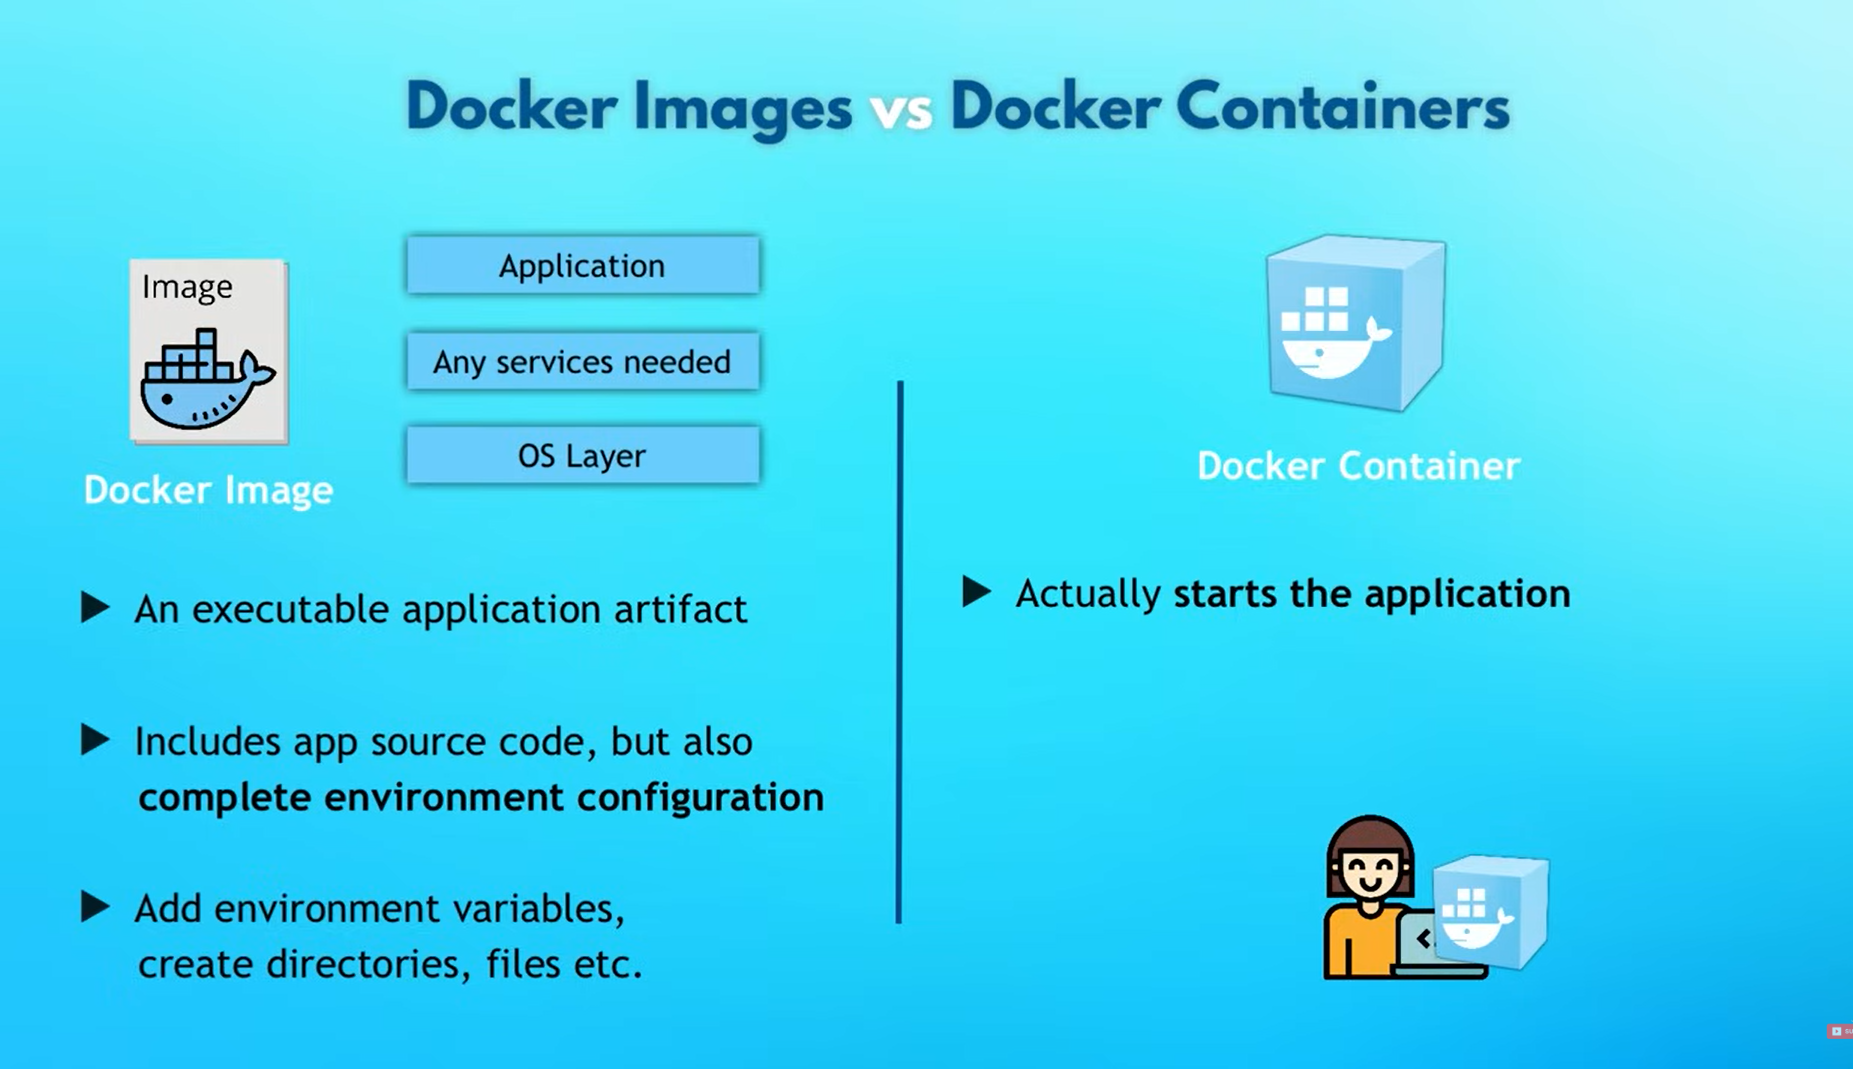 Docker Images vs Docker Containers
Image
Docker Image
Application
Any services needed
OS Layer
An executable application artifact
Includes app source code, but also
complete environment configuration
Add environment variables,
create directories, files etc.
Docker Container
Actually starts the application
<